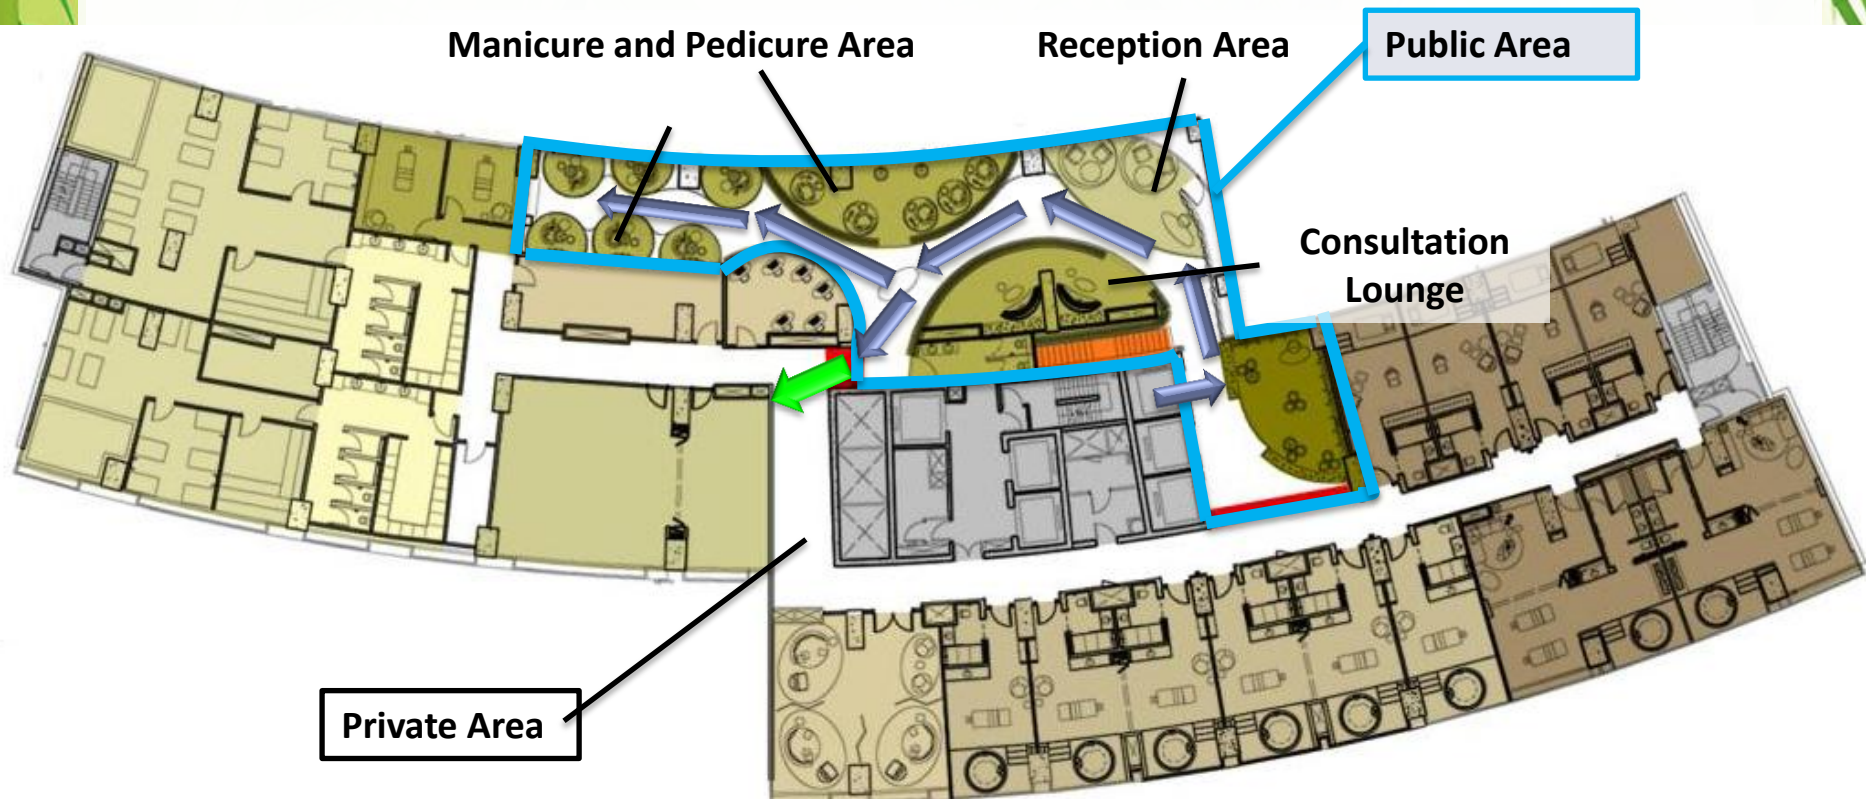 Manicure and Pedicure Area
Reception Area
Public Area
Consultation
Lounge
Private Area